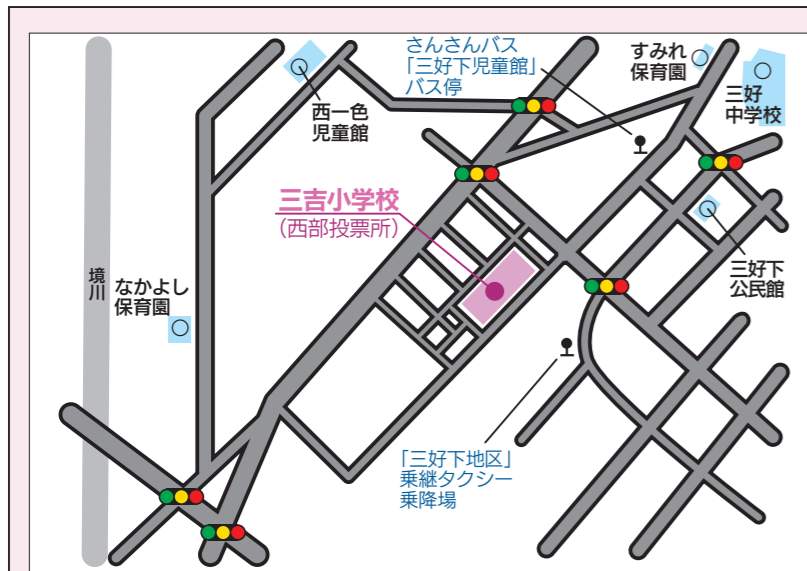 さんさんバス
「三好下児童館」
バス停
すみれ
保育園
三好
中学校
西一色
児童館
三吉小学校
（西部投票所）
境川
なかよし
保育園
三好下
公民館
「三好下地区」
乗継タクシー
乗降場